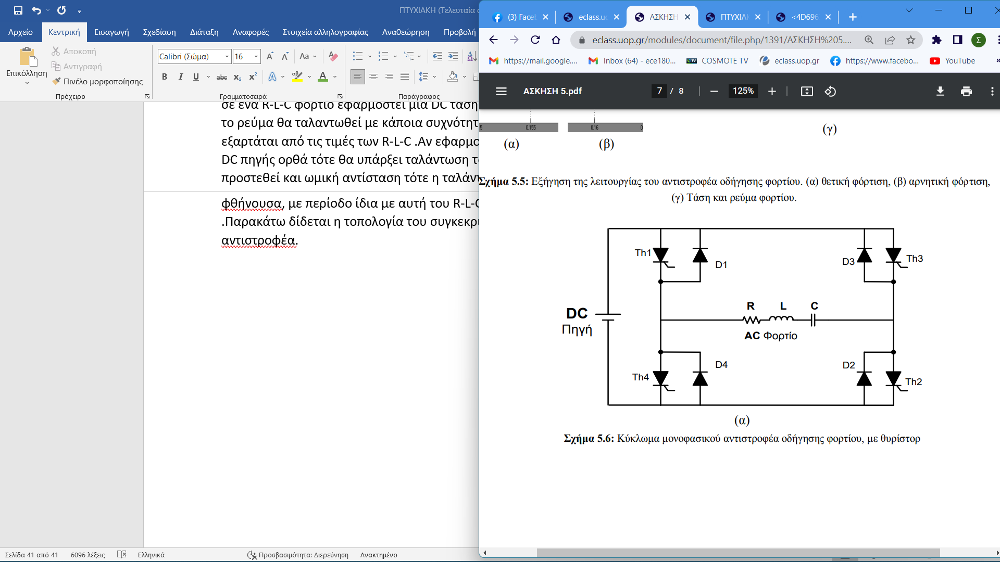 ΠΤΥΧΙΑΚΗ (Τελευταία
Αρχείο Κεντρική Εισαγωγή Σχεδίαση Διάταξη Αναφορές Στοιχεία αλληλογραφίας Αναθεώρηση Προβολή
Επικόλληση
Αποκοπή
Αντιγραφή
Πινέλο μορφοποίησης
Πρόχειρο
Calibri (Σώμα) 16
Γραμματοσειρά
Παράγραφος
σε ένα R-L-C φορτίο εφαρμοστεί μια DC τάση
το ρεύμα θα ταλαντωθεί με κάποια συχνότητ
εξαρτάται από τις τιμές των R-L-C .Αν εφαρμο
DC πηγής ορθά τότε θα υπάρξει ταλάντωση τ
προστεθεί και ωμική αντίσταση τότε η ταλάντ
φθήνουσα, με περίοδο ίδια με αυτή του R-L-C
.Παρακάτω δίδεται η τοπολογία του συγκεκρι
αντιστροφέα.
Σελίδα 41 από 41 6096 λέξεις Ελληνικά Προσβασιμότητα: Διερεύνηση Ανακτημένο
(3) Faceb eclass.uo ΑΣΚΗΣΗ ΠΤΥΧΙΑΚ <4D696
eclass.uop.gr/modules/document/file.php/1391/ΑΣΚΗΣΗ%205....
Σ
https://mail.google.... Inbox (64) - ece180... COSMOTE TV eclass.uop.gr https://www.facebo... YouTube »
ΑΣΚΗΣΗ 5.pdf 7 / 8 125%
5 0.155 0.16 0.
(α) (β) (γ)
Σχήμα 5.5: Εξήγηση της λειτουργίας του αντιστροφέα οδήγησης φορτίου. (α) θετική φόρτιση, (β) αρνητική φόρτιση,
(γ) Τάση και ρεύμα φορτίου.
Th1 D1 D3 Th3
R L C
DC
Πηγή
AC Φορτίο
Th4 D4 D2 Th2
(α)
Σχήμα 5.6: Κύκλωμα μονοφασικού αντιστροφέα οδήγησης φορτίου, με θυρίστορ